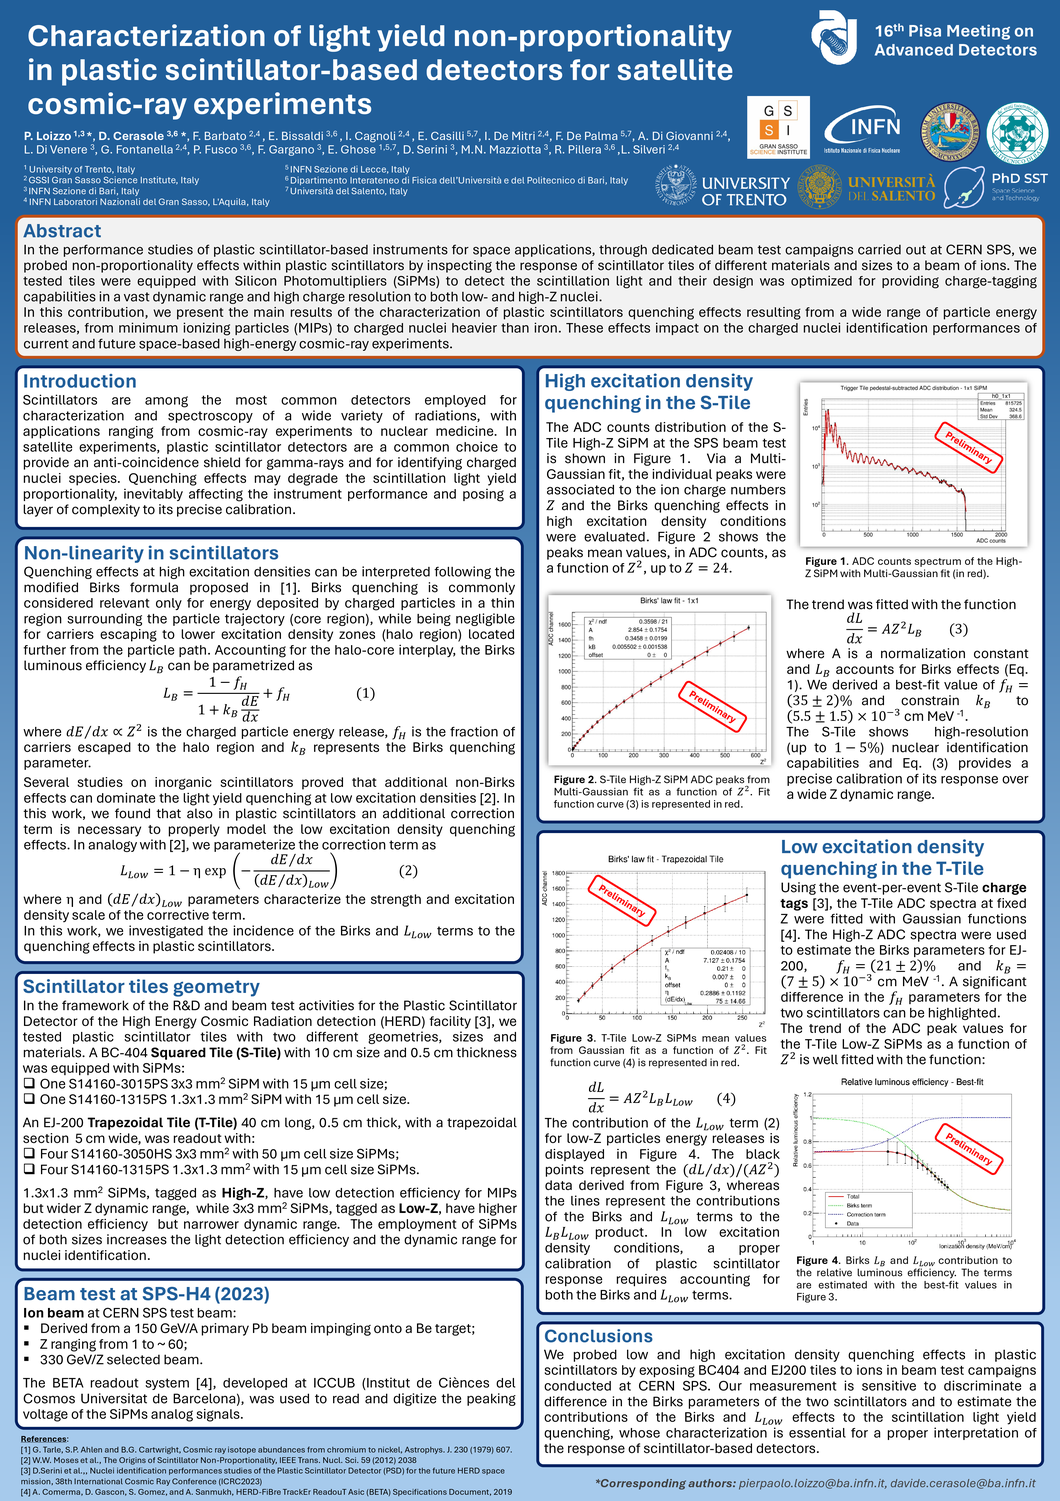 Characterization of light yield non-proportionality
in plastic scintillator-based detectors for satellite
cosmic-ray experiments
16th Pisa Meeting on
Advanced Detectors
P. Loizzo 1,3 *, D. Cerasole 3,6 *, F. Barbato 2,4 , E. Bissaldi 3,6 , I. Cagnoli 2,4, E. Casilli 5,7, I. De Mitri 2,4, F. De Palma 5,7, A. Di Giovanni 2,4,
L. Di Venere 3, G. Fontanella 2,4, P. Fusco 3,6, F. Gargano 3, E. Ghose 1,5,7, D. Serini 3, M.N. Mazziotta 3, R. Pillera 3,6 ,L. Silveri 2,4
1 University of Trento, Italy
2 GSSI Gran Sasso Science Institute, Italy
3 INFN Sezione di Bari, Italy
4 INFN Laboratori Nazionali del Gran Sasso, L'Aquila, Italy
5 INFN Sezione di Lecce, Italy
6 Dipartimento Interateneo di Fisica dell'Università e del Politecnico di Bari, Italy
7 Università del Salento, Italy
G S
S I
GRAN SASSO
SCIENCE INSTITUTE
INFN
Istituto Nazionale di Fisica Nucleare
UNIVERSITY
OF TRENTO
UNIVERSITÀ
DEL SALENTO
PhD SST
Space Science
and Technology
Abstract
In the performance studies of plastic scintillator-based instruments for space applications, through dedicated beam test campaigns carried out at CERN SPS, we
probed non-proportionality effects within plastic scintillators by inspecting the response of scintillator tiles of different materials and sizes to a beam of ions. The
tested tiles were equipped with Silicon Photomultipliers (SiPMs) to detect the scintillation light and their design was optimized for providing charge-tagging
capabilities in a vast dynamic range and high charge resolution to both low- and high-Z nuclei.
In this contribution, we present the main results of the characterization of plastic scintillators quenching effects resulting from a wide range of particle energy
releases, from minimum ionizing particles (MIPs) to charged nuclei heavier than iron. These effects impact on the charged nuclei identification performances of
current and future space-based high-energy cosmic-ray experiments.
Introduction
Scintillators are among the most common detectors employed for
characterization and spectroscopy of a wide variety of radiations, with
applications ranging from cosmic-ray experiments to nuclear medicine. In
satellite experiments, plastic scintillator detectors are a common choice to
provide an anti-coincidence shield for gamma-rays and for identifying charged
nuclei species. Quenching effects may degrade the scintillation light yield
proportionality, inevitably affecting the instrument performance and posing a
layer of complexity to its precise calibration.
Non-linearity in scintillators
Quenching effects at high excitation densities can be interpreted following the
modified Birks formula proposed in [1]. Birks quenching is commonly
considered relevant only for energy deposited by charged particles in a thin
region surrounding the particle trajectory (core region), while being negligible
for carriers escaping to lower excitation density zones (halo region) located
further from the particle path. Accounting for the halo-core interplay, the Birks
luminous efficiency L_B can be parametrized as
L_B = (1 − f_H) / (1 + k_B dE/dx) + f_H (1)
where dE/dx ∝ Z² is the charged particle energy release, f_H is the fraction of
carriers escaped to the halo region and k_B represents the Birks quenching
parameter.
Several studies on inorganic scintillators proved that additional non-Birks
effects can dominate the light yield quenching at low excitation densities [2]. In
this work, we found that also in plastic scintillators an additional correction
term is necessary to properly model the low excitation density quenching
effects. In analogy with [2], we parameterize the correction term as
L_Low = 1 − η exp (− (dE/dx) / (dE/dx)_Low) (2)
where η and (dE/dx)_Low parameters characterize the strength and excitation
density scale of the corrective term.
In this work, we investigated the incidence of the Birks and L_Low terms to the
quenching effects in plastic scintillators.
Scintillator tiles geometry
In the framework of the R&D and beam test activities for the Plastic Scintillator
Detector of the High Energy Cosmic Radiation detection (HERD) facility [3], we
tested plastic scintillator tiles with two different geometries, sizes and
materials. A BC-404 Squared Tile (S-Tile) with 10 cm size and 0.5 cm thickness
was equipped with SiPMs:
❑ One S14160-3015PS 3x3 mm² SiPM with 15 µm cell size;
❑ One S14160-1315PS 1.3x1.3 mm² SiPM with 15 µm cell size.
An EJ-200 Trapezoidal Tile (T-Tile) 40 cm long, 0.5 cm thick, with a trapezoidal
section 5 cm wide, was readout with:
❑ Four S14160-3050HS 3x3 mm² with 50 µm cell size SiPMs;
❑ Four S14160-1315PS 1.3x1.3 mm² with 15 µm cell size SiPMs.
1.3x1.3 mm² SiPMs, tagged as High-Z, have low detection efficiency for MIPs
but wider Z dynamic range, while 3x3 mm² SiPMs, tagged as Low-Z, have higher
detection efficiency but narrower dynamic range. The employment of SiPMs
of both sizes increases the light detection efficiency and the dynamic range for
nuclei identification.
Beam test at SPS-H4 (2023)
Ion beam at CERN SPS test beam:
▪ Derived from a 150 GeV/A primary Pb beam impinging onto a Be target;
▪ Z ranging from 1 to ~ 60;
▪ 330 GeV/Z selected beam.
The BETA readout system [4], developed at ICCUB (Institut de Ciències del
Cosmos Universitat de Barcelona), was used to read and digitize the peaking
voltage of the SiPMs analog signals.
References:
[1] G. Tarle, S.P. Ahlen and B.G. Cartwright, Cosmic ray isotope abundances from chromium to nickel, Astrophys. J. 230 (1979) 607.
[2] W.W. Moses et al., The Origins of Scintillator Non-Proportionality, IEEE Trans. Nucl. Sci. 59 (2012) 2038
[3] D.Serini et al.,, Nuclei identification performances studies of the Plastic Scintillator Detector (PSD) for the future HERD space
mission, 38th International Cosmic Ray Conference (ICRC2023)
[4] A. Comerma, D. Gascon, S. Gomez, and A. Sanmukh, HERD-FiBre TrackEr ReadouT Asic (BETA) Specifications Document, 2019
High excitation density
quenching in the S-Tile
The ADC counts distribution of the S-
Tile High-Z SiPM at the SPS beam test
is shown in Figure 1. Via a Multi-
Gaussian fit, the individual peaks were
associated to the ion charge numbers
Z and the Birks quenching effects in
high excitation density conditions
were evaluated. Figure 2 shows the
peaks mean values, in ADC counts, as
a function of Z², up to Z = 24.
Trigger Tile pedestal-subtracted ADC distribution - 1x1 SiPM
h0_1x1
Entries 815725
Mean 324.5
Std Dev 368.6
Entries
10⁴
10³
10²
0 500 1000 1500 2000
ADC counts
Preliminary
Figure 1. ADC counts spectrum of the High-
Z SiPM with Multi-Gaussian fit (in red).
Birks' law fit - 1x1
χ² / ndf 0.3598 / 21
A 2.854 ± 0.1754
fh 0.3458 ± 0.0199
kB 0.005502 ± 0.001538
offset 0 ± 0
ADC channel
1600
1400
1200
1000
800
600
400
200
0
0 100 200 300 400 500 600
Z²
Preliminary
Figure 2. S-Tile High-Z SiPM ADC peaks from
Multi-Gaussian fit as a function of Z². Fit
function curve (3) is represented in red.
The trend was fitted with the function
dL/dx = AZ²L_B (3)
where A is a normalization constant
and L_B accounts for Birks effects (Eq.
1). We derived a best-fit value of f_H =
(35 ± 2)% and constrain k_B to
(5.5 ± 1.5) × 10⁻³ cm MeV ⁻¹.
The S-Tile shows high-resolution
(up to 1 − 5%) nuclear identification
capabilities and Eq. (3) provides a
precise calibration of its response over
a wide Z dynamic range.
Birks' law fit - Trapezoidal Tile
ADC channel
1800
1600
1400
1200
1000
800
600
400
200
0
0 50 100 150 200 250
Z²
χ² / ndf 0.02408 / 10
A 7.127 ± 0.1754
f_h 0.21 ± 0
k_B 0.007 ± 0
offset 0 ± 0
η 0.2886 ± 0.1192
(dE/dx)_Low 75 ± 14.66
Preliminary
Figure 3. T-Tile Low-Z SiPMs mean values
from Gaussian fit as a function of Z². Fit
function curve (4) is represented in red.
dL/dx = AZ²L_BL_Low (4)
The contribution of the L_Low term (2)
for low-Z particles energy releases is
displayed in Figure 4. The black
points represent the (dL/dx)/(AZ²)
data derived from Figure 3, whereas
the lines represent the contributions
of the Birks and L_Low terms to the
L_BL_Low product. In low excitation
density conditions, a proper
calibration of plastic scintillator
response requires accounting for
both the Birks and L_Low terms.
Low excitation density
quenching in the T-Tile
Using the event-per-event S-Tile charge
tags [3], the T-Tile ADC spectra at fixed
Z were fitted with Gaussian functions
[4]. The High-Z ADC spectra were used
to estimate the Birks parameters for EJ-
200, f_H = (21 ± 2)% and k_B =
(7 ± 5) × 10⁻³ cm MeV ⁻¹. A significant
difference in the f_H parameters for the
two scintillators can be highlighted.
The trend of the ADC peak values for
the T-Tile Low-Z SiPMs as a function of
Z² is well fitted with the function:
Relative luminous efficiency - Best-fit
Relative luminous efficiency
1.2
1
0.8
0.6
0.4
0.2
0
Total
Birks term
Correction term
Data
1 10 10² 10³ 10⁴
Ionization density (MeV/cm)
Preliminary
Figure 4. Birks L_B and L_Low contribution to
the relative luminous efficiency. The terms
are estimated with the best-fit values in
Figure 3.
Conclusions
We probed low and high excitation density quenching effects in plastic
scintillators by exposing BC404 and EJ200 tiles to ions in beam test campaigns
conducted at CERN SPS. Our measurement is sensitive to discriminate a
difference in the Birks parameters of the two scintillators and to estimate the
contributions of the Birks and L_Low effects to the scintillation light yield
quenching, whose characterization is essential for a proper interpretation of
the response of scintillator-based detectors.
*Corresponding authors: pierpaolo.loizzo@ba.infn.it, davide.cerasole@ba.infn.it